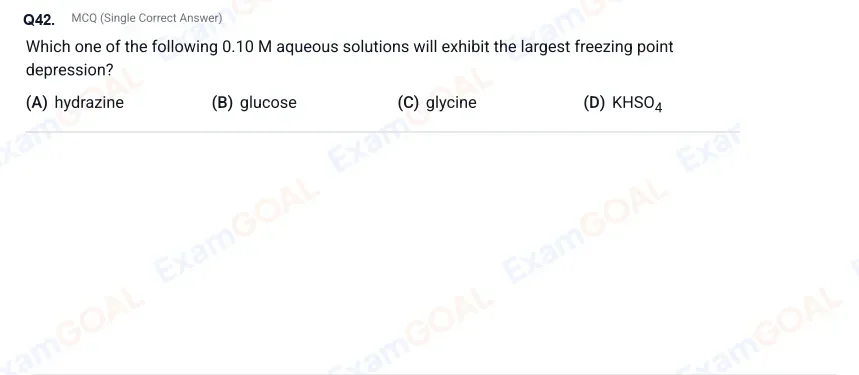 Q42. MCQ (Single Correct Answer)
Which one of the following 0.10 M aqueous solutions will exhibit the largest freezing point
depression?
(A) hydrazine (B) glucose (C) glycine (D) KHSO₄
ExamGOAL